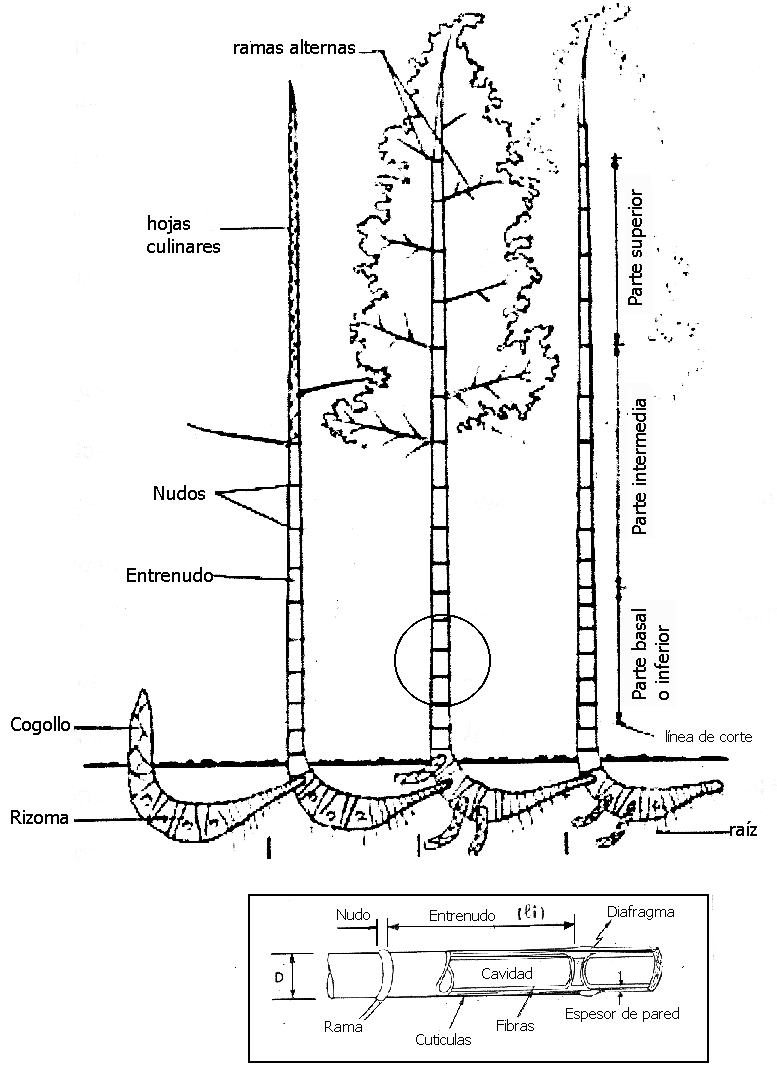 ramas alternas
hojas
culinares
Parte superior
Parte intermedia
Nudos
Entrenudo
Parte basal
o inferior
Cogollo
línea de corte
Rizoma
raíz
Nudo
Entrenudo
(li)
Diafragma
D
Cavidad
Rama
Cuticulas
Fibras
Espesor de pared